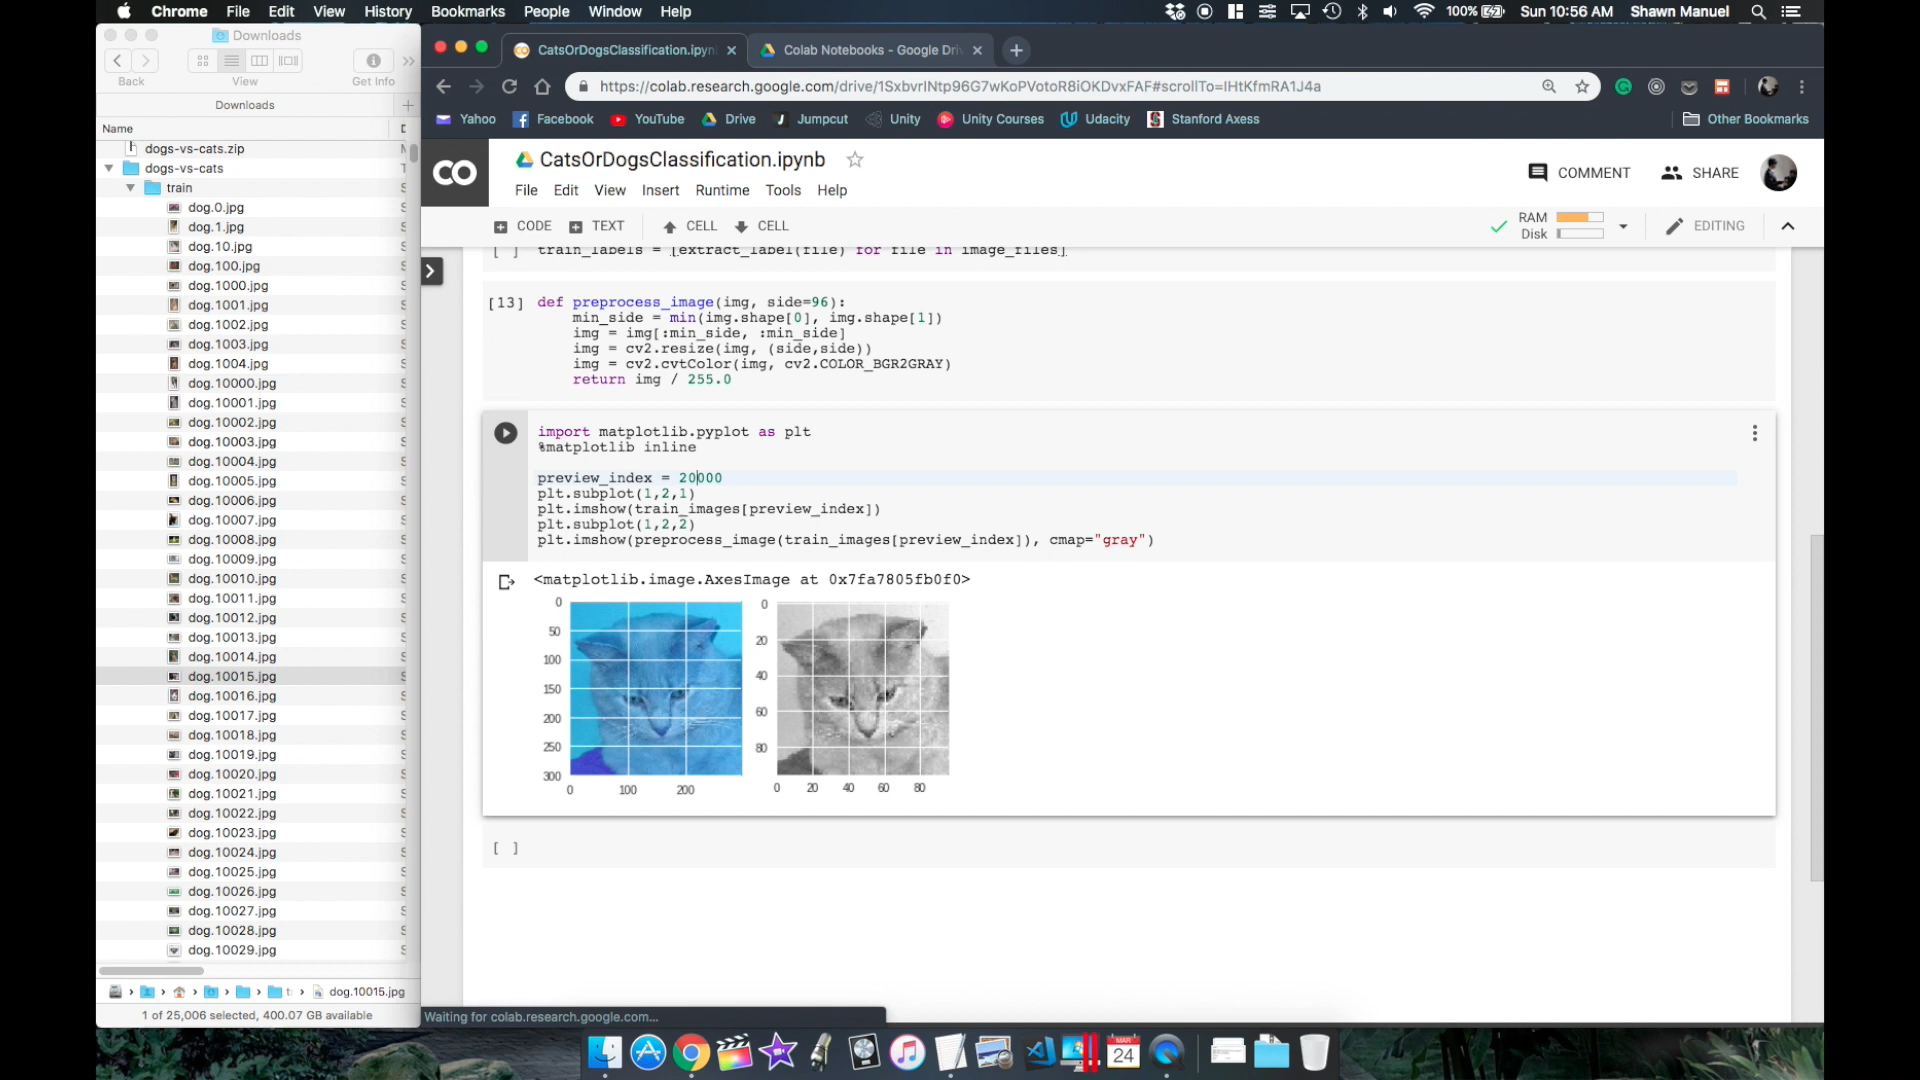 Chrome File Edit View History Bookmarks People Window Help 100% Sun 10:56 AM Shawn Manuel
Downloads
Back View Get Info
Downloads
Name
dogs-vs-cats.zip
dogs-vs-cats
train
dog.0.jpg
dog.1.jpg
dog.10.jpg
dog.100.jpg
dog.1000.jpg
dog.1001.jpg
dog.1002.jpg
dog.1003.jpg
dog.1004.jpg
dog.10000.jpg
dog.10001.jpg
dog.10002.jpg
dog.10003.jpg
dog.10004.jpg
dog.10005.jpg
dog.10006.jpg
dog.10007.jpg
dog.10008.jpg
dog.10009.jpg
dog.10010.jpg
dog.10011.jpg
dog.10012.jpg
dog.10013.jpg
dog.10014.jpg
dog.10015.jpg
dog.10016.jpg
dog.10017.jpg
dog.10018.jpg
dog.10019.jpg
dog.10020.jpg
dog.10021.jpg
dog.10022.jpg
dog.10023.jpg
dog.10024.jpg
dog.10025.jpg
dog.10026.jpg
dog.10027.jpg
dog.10028.jpg
dog.10029.jpg
dog.10015.jpg
1 of 25,006 selected, 400.07 GB available
CatsOrDogsClassification.ipyn Colab Notebooks - Google Dri
https://colab.research.google.com/drive/1SxbvrINtp96G7wKoPVotoR8iOKDvxFAF#scrollTo=IHtKfmRA1J4a
Yahoo Facebook YouTube Drive Jumpcut Unity Unity Courses Udacity Stanford Axess Other Bookmarks
CO CatsOrDogsClassification.ipynb
COMMENT SHARE
File Edit View Insert Runtime Tools Help
CODE TEXT CELL CELL RAM Disk EDITING
[ ] train_labels = [extract_label(file) for file in image_files]
[13] def preprocess_image(img, side=96):
min_side = min(img.shape[0], img.shape[1])
img = img[:min_side, :min_side]
img = cv2.resize(img, (side,side))
img = cv2.cvtColor(img, cv2.COLOR_BGR2GRAY)
return img / 255.0
import matplotlib.pyplot as plt
%matplotlib inline
preview_index = 20000
plt.subplot(1,2,1)
plt.imshow(train_images[preview_index])
plt.subplot(1,2,2)
plt.imshow(preprocess_image(train_images[preview_index]), cmap="gray")
<matplotlib.image.AxesImage at 0x7fa7805fb0f0>
0 50 100 150 200 250 300
0 100 200
0 20 40 60 80
0 20 40 60 80
[ ]
Waiting for colab.research.google.com...
MAR 24